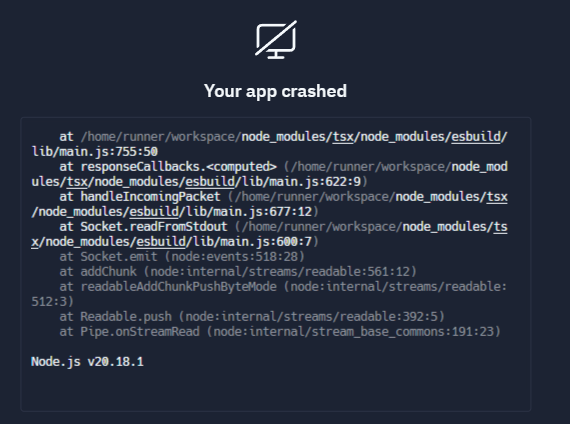 Your app crashed
at /home/runner/workspace/node_modules/tsx/node_modules/esbuild/
lib/main.js:755:50
at responseCallbacks.<computed> (/home/runner/workspace/node_mod
ules/tsx/node_modules/esbuild/lib/main.js:622:9)
at handleIncomingPacket (/home/runner/workspace/node_modules/tsx
/node_modules/esbuild/lib/main.js:677:12)
at Socket.readFromStdout (/home/runner/workspace/node_modules/ts
x/node_modules/esbuild/lib/main.js:600:7)
at Socket.emit (node:events:518:28)
at addChunk (node:internal/streams/readable:561:12)
at readableAddChunkPushByteMode (node:internal/streams/readable:
512:3)
at Readable.push (node:internal/streams/readable:392:5)
at Pipe.onStreamRead (node:internal/stream_base_commons:191:23)
Node.js v20.18.1